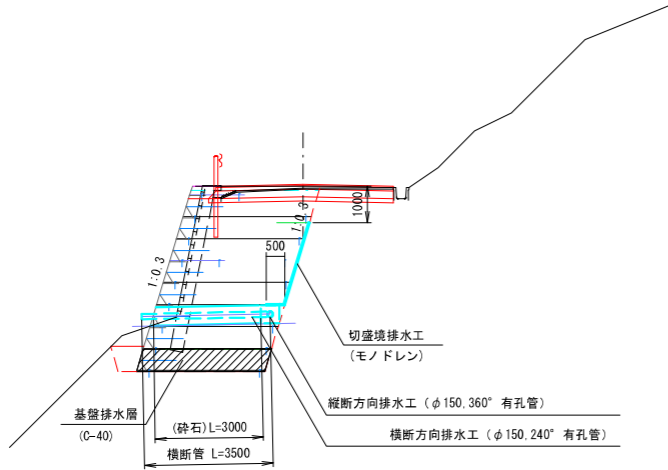 1000
1:0.3
500
1:0.3
切盛境排水工
(モノドレン)
縦断方向排水工（φ150,360° 有孔管）
基盤排水層
(C-40)
(砕石)L=3000
横断方向排水工（φ150,240° 有孔管）
横断管 L=3500